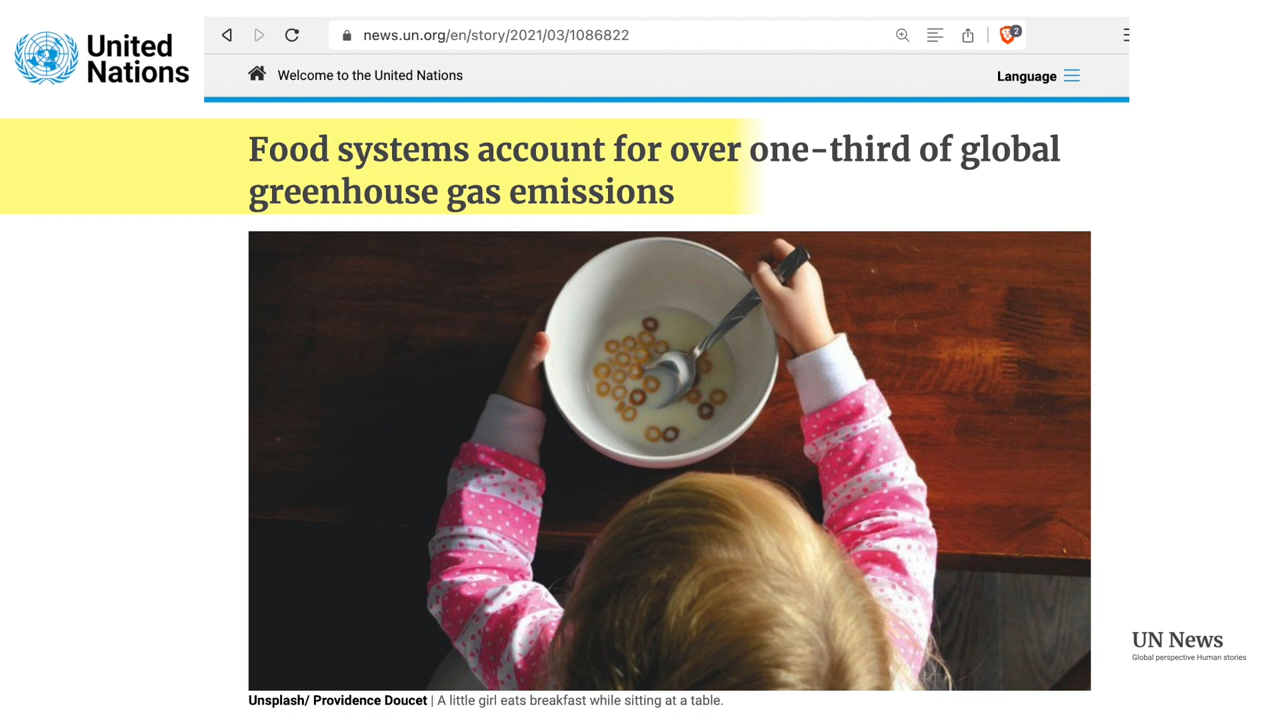 United
Nations
news.un.org/en/story/2021/03/1086822
2
Welcome to the United Nations
Language
Food systems account for over one-third of global
greenhouse gas emissions
UN News
Global perspective Human stories
Unsplash/ Providence Doucet | A little girl eats breakfast while sitting at a table.